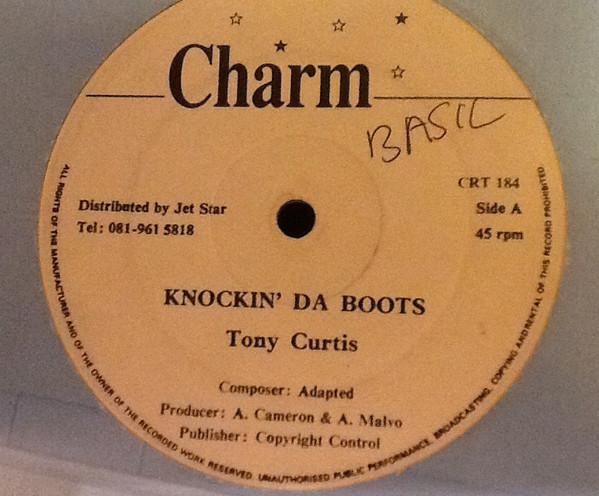 Charm
BASIL
CRT 184
Distributed by Jet Star
Side A
Tel: 081-961 5818
45 rpm
KNOCKIN' DA BOOTS
Tony Curtis
Composer: Adapted
Producer: A. Cameron & A. Malvo
Publisher: Copyright Control
ALL RIGHTS OF THE MANUFACTURER AND OF THE OWNER OF THE RECORDED WORK RESERVED. UNAUTHORISED PUBLIC PERFORMANCE, BROADCASTING, COPYING AND RENTAL OF THIS RECORD PROHIBITED